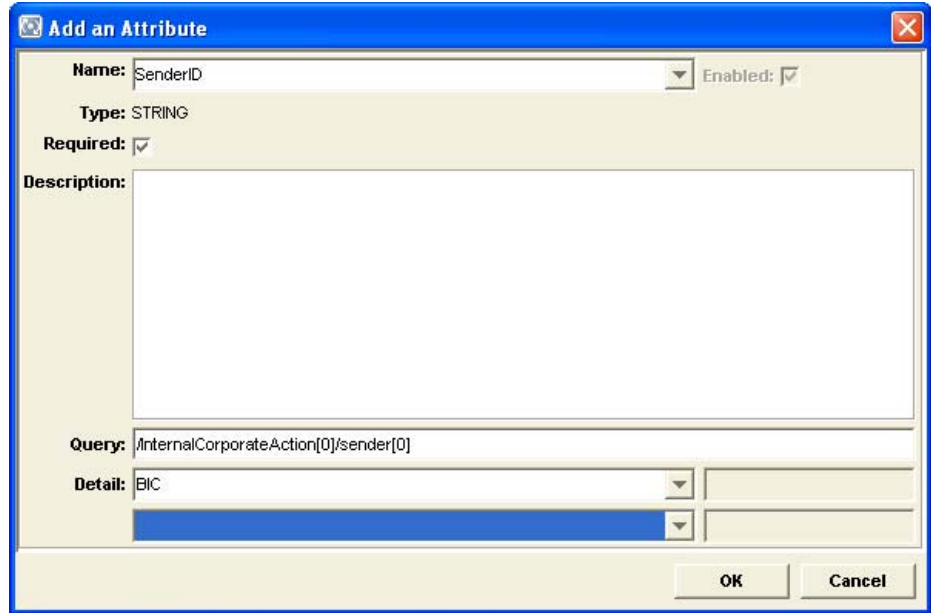 Add an Attribute
Name: SenderID Enabled:
Type: STRING
Required:
Description:
Query: /InternalCorporateAction[0]/sender[0]
Detail: BIC
OK Cancel